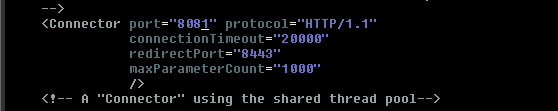 -->
<Connector port="8081" protocol="HTTP/1.1"
connectionTimeout="20000"
redirectPort="8443"
maxParameterCount="1000"
/>
<!-- A "Connector" using the shared thread pool-->